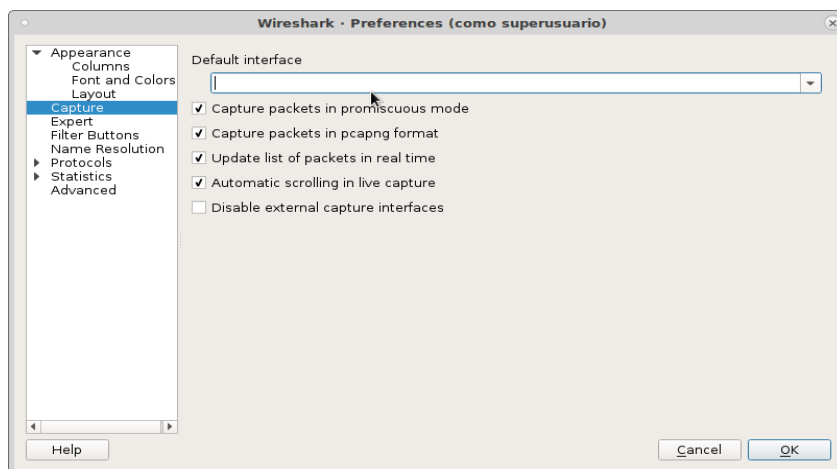 Wireshark · Preferences (como superusuario)
Appearance
Columns
Font and Colors
Layout
Capture
Expert
Filter Buttons
Name Resolution
Protocols
Statistics
Advanced
Default interface
Capture packets in promiscuous mode
Capture packets in pcapng format
Update list of packets in real time
Automatic scrolling in live capture
Disable external capture interfaces
Help
Cancel
OK